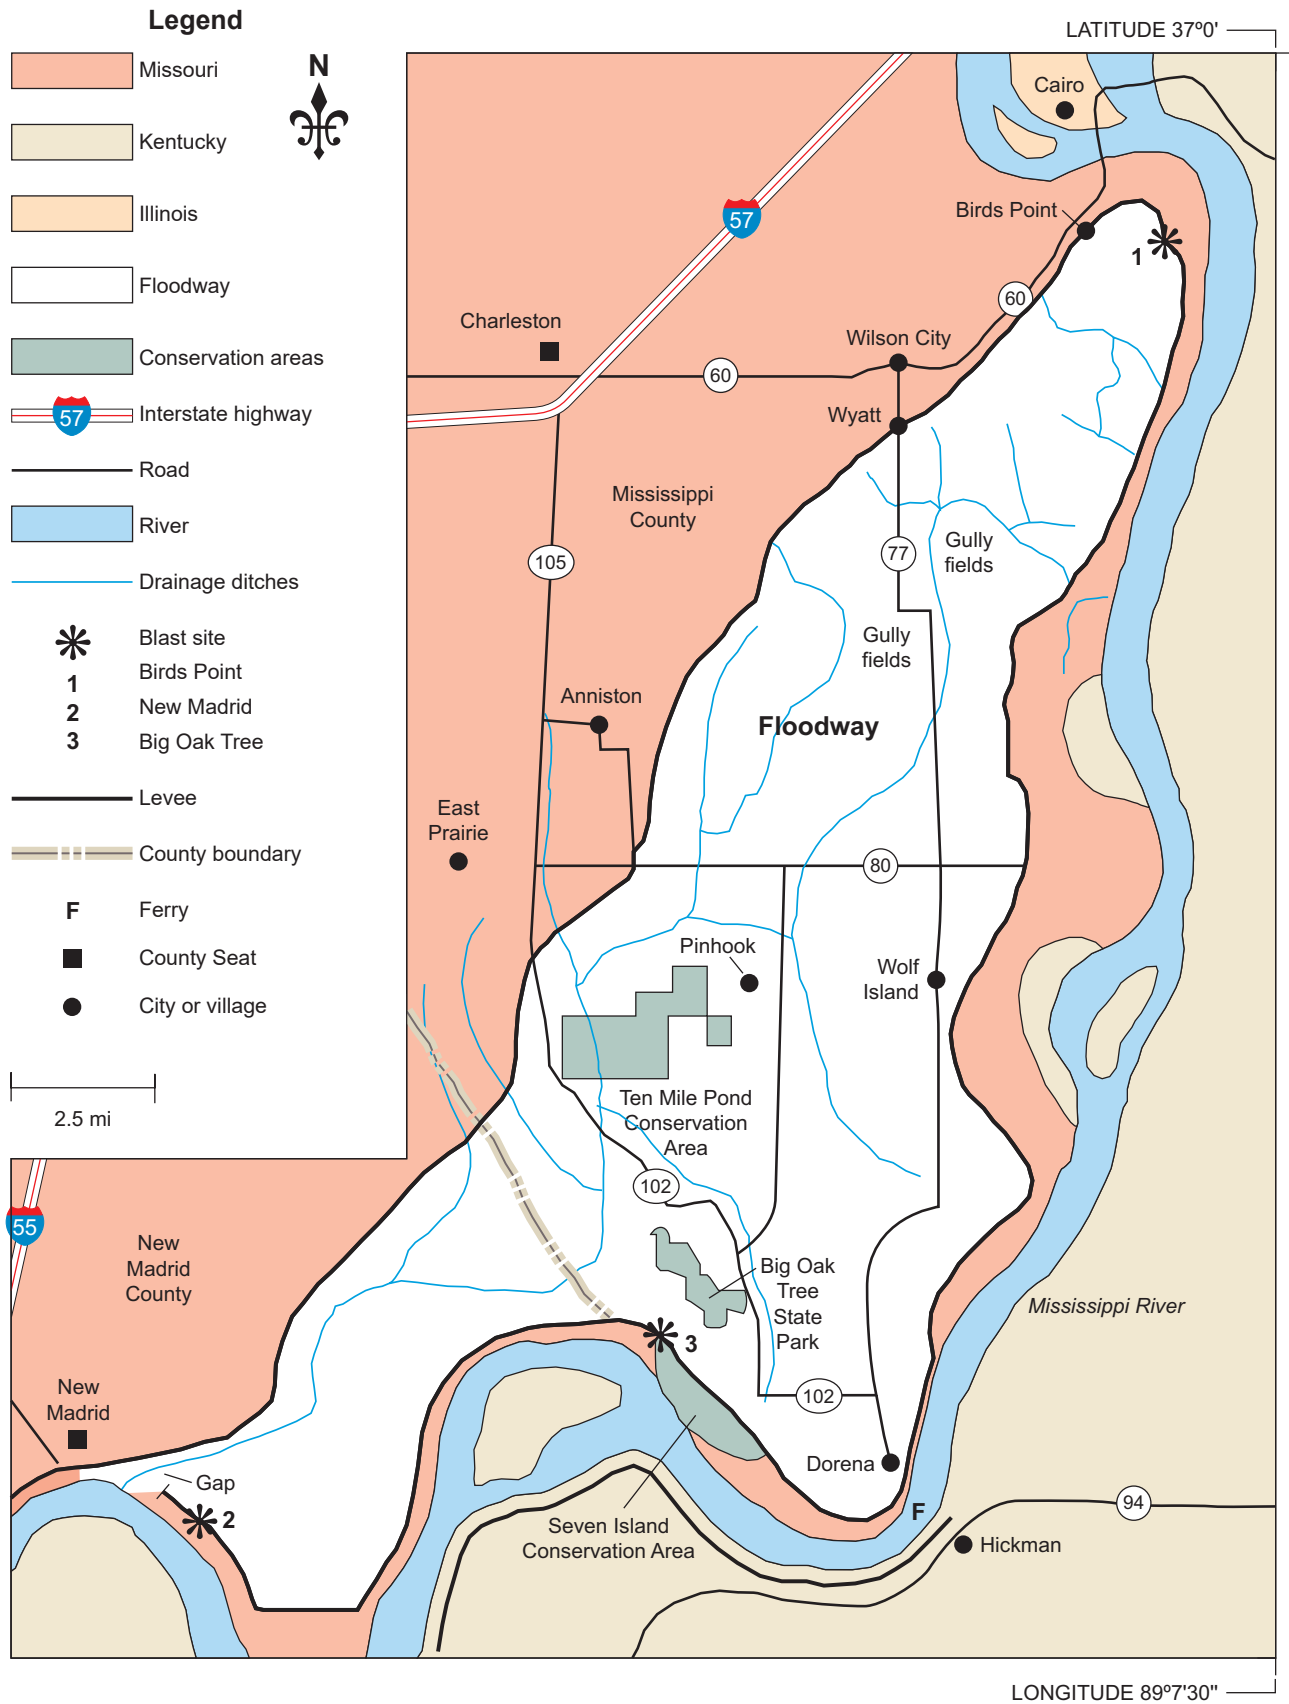 Legend
Missouri
Kentucky
Illinois
Floodway
Conservation areas
57
Interstate highway
Road
River
Drainage ditches
Blast site
1
Birds Point
2
New Madrid
3
Big Oak Tree
Levee
County boundary
F
Ferry
County Seat
City or village
2.5 mi
N
LATITUDE 37º0'
Cairo
Birds Point
1
57
60
Charleston
Wilson City
60
Wyatt
Mississippi
County
105
77
Gully
fields
Gully
fields
Anniston
Floodway
East
Prairie
80
Pinhook
Wolf
Island
Ten Mile Pond
Conservation
Area
102
55
New
Madrid
County
Big Oak
Tree
State
Park
Mississippi River
3
New
Madrid
102
Dorena
Gap
2
Seven Island
Conservation Area
F
94
Hickman
LONGITUDE 89º7'30"